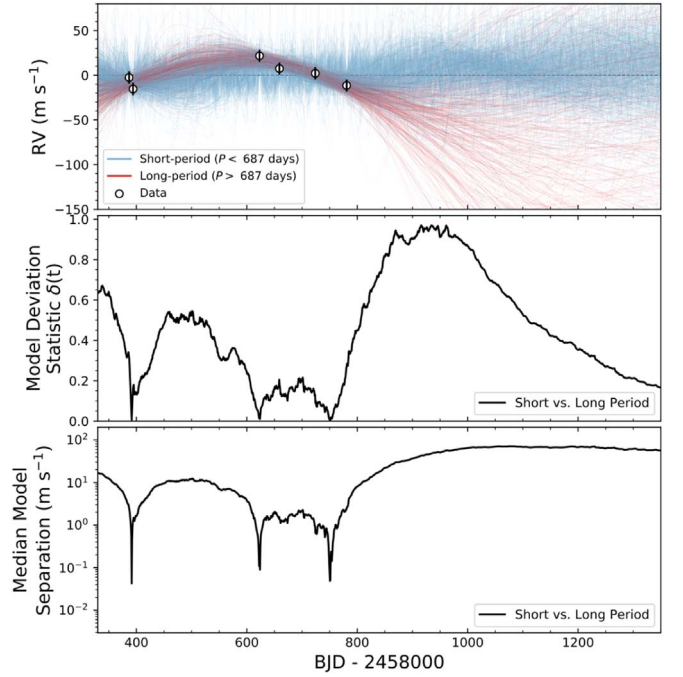 50
0
−50
−100
−150
RV (m s⁻¹)
Short-period (P < 687 days)
Long-period (P > 687 days)
Data
1.0
0.8
0.6
0.4
0.2
0.0
Model Deviation
Statistic δ(t)
Short vs. Long Period
10²
10¹
10⁰
10⁻¹
10⁻²
Median Model
Separation (m s⁻¹)
Short vs. Long Period
400 600 800 1000 1200
BJD - 2458000